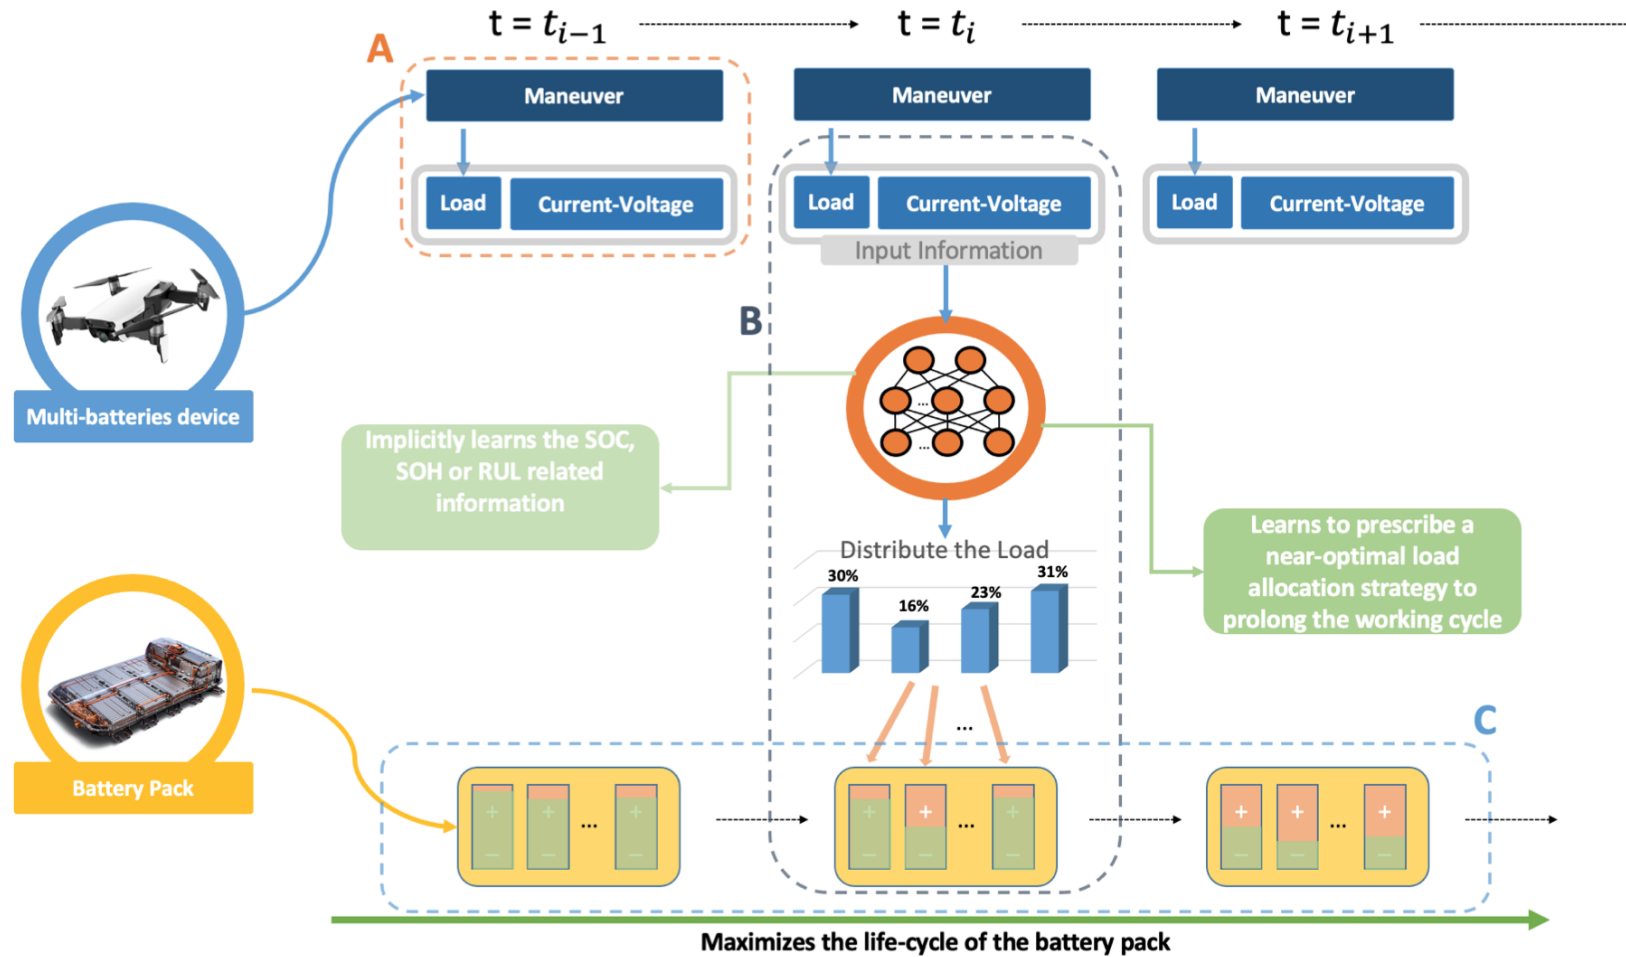 t = tᵢ₋₁
t = tᵢ
t = tᵢ₊₁
A
Maneuver
Maneuver
Maneuver
Load
Current-Voltage
Load
Current-Voltage
Load
Current-Voltage
Input Information
B
Multi-batteries device
...
...
Implicitly learns the SOC,
SOH or RUL related
information
Learns to prescribe a
near-optimal load
allocation strategy to
prolong the working cycle
Distribute the Load
30%
16%
23%
31%
...
C
Battery Pack
+ + ... +
− − −
+ + ... +
− − −
+ + ... +
− − −
Maximizes the life-cycle of the battery pack